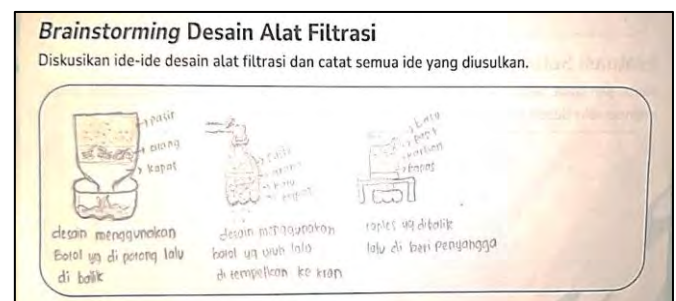 Brainstorming Desain Alat Filtrasi
Diskusikan ide-ide desain alat filtrasi dan catat semua ide yang diusulkan.
pasir
arang
kapas
desain menggunakan
Botol yg di potong lalu
di balik
pasir
desain menggunakan
botol yg utuh lalu
di tempelkan ke kran
kapas
toples yg dibalik
lalu di beri penyangga